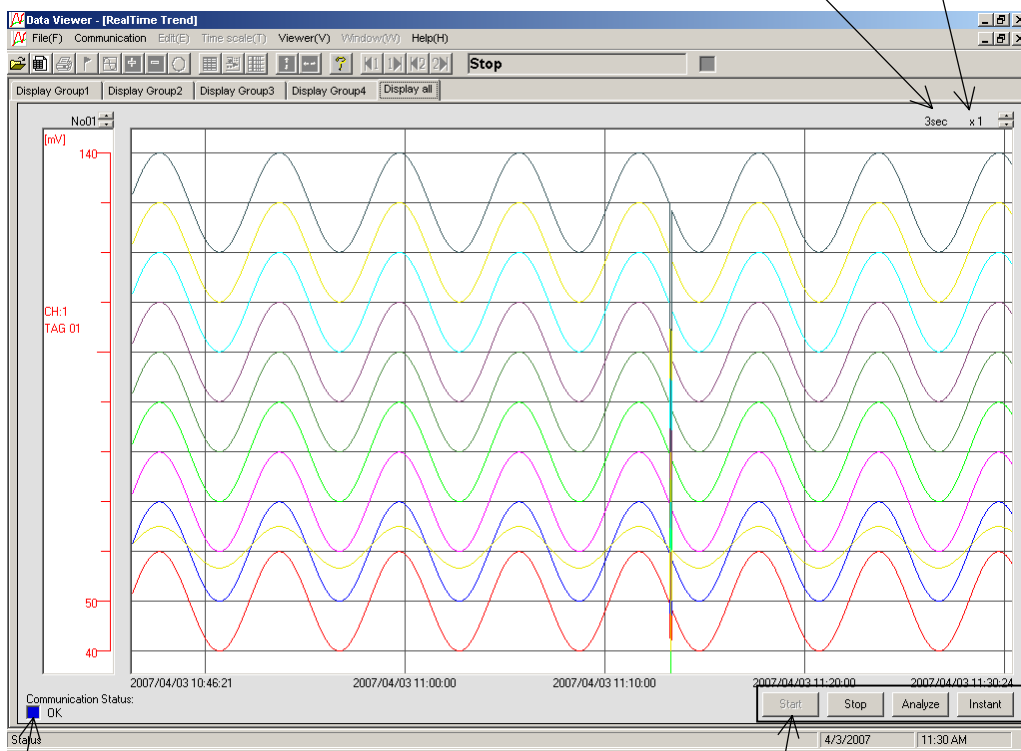 Data Viewer - [RealTime Trend]
File(F) Communication Edit(E) Time scale(T) Viewer(V) Window(W) Help(H)
1 1 2 2 Stop
Display Group1 Display Group2 Display Group3 Display Group4 Display all
No01 3sec x 1
[mV]
140
CH:1
TAG 01
50
40
2007/04/03 10:46:21 2007/04/03 11:00:00 2007/04/03 11:10:00 2007/04/03 11:20:00 2007/04/03 11:30:24
Communication Status:
OK Start Stop Analyze Instant
Status 4/3/2007 11:30 AM